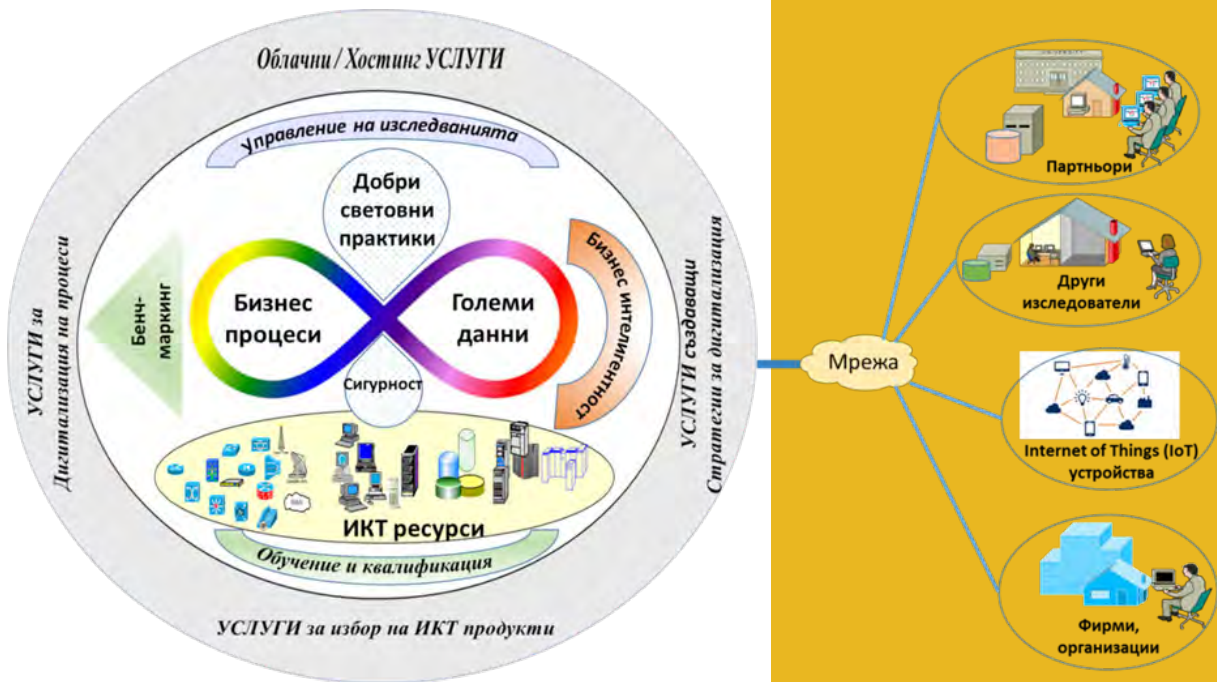 Облачни / Хостинг УСЛУГИ
Управление на изследванията
Добри
световни
практики
УСЛУГИ за
Дигитализация на процеси
Бенч-
маркинг
Бизнес
процеси
Големи
данни
Бизнес интелигентност
УСЛУГИ създаващи
Стратегии за дигитализация
Сигурност
ИКТ ресурси
Обучение и квалификация
УСЛУГИ за избор на ИКТ продукти
Мрежа
Партньори
Други
изследователи
Internet of Things (IoT)
устройства
Фирми,
организации